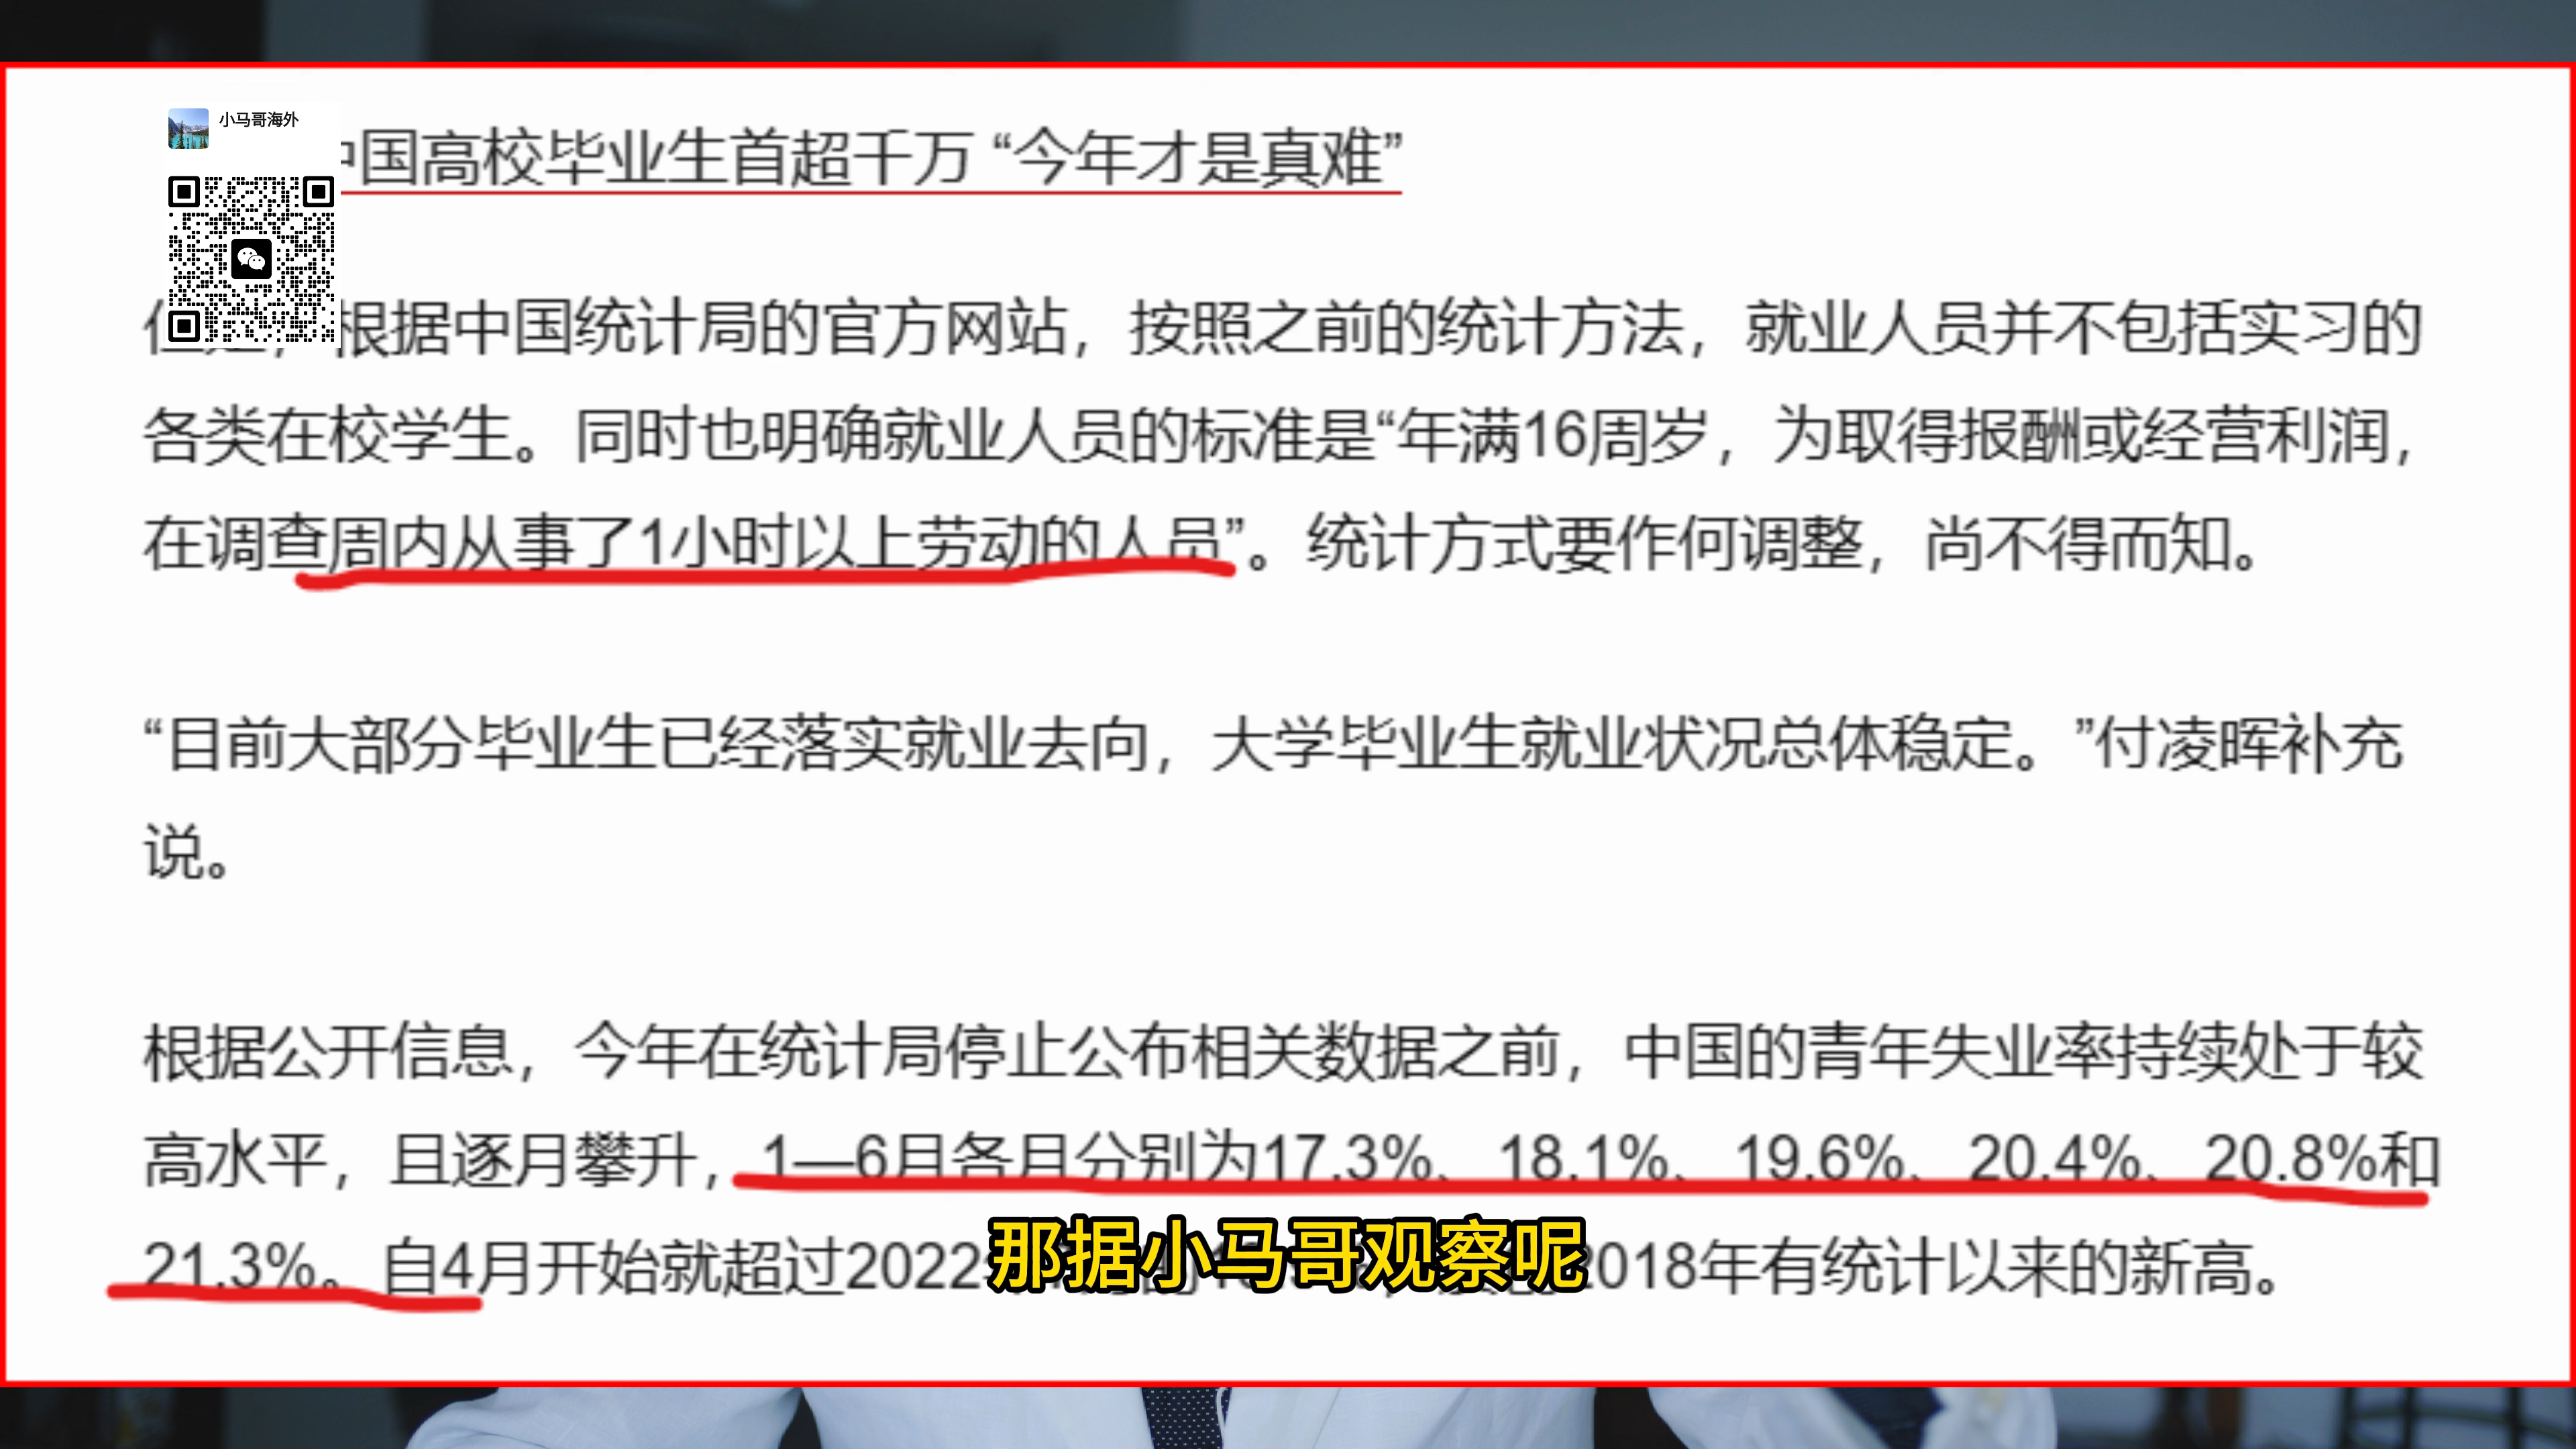 小马哥海外
中国高校毕业生首超千万 “今年才是真难”
根据中国统计局的官方网站，按照之前的统计方法，就业人员并不包括实习的
各类在校学生。同时也明确就业人员的标准是“年满16周岁，为取得报酬或经营利润，
在调查周内从事了1小时以上劳动的人员”。统计方式要作何调整，尚不得而知。
“目前大部分毕业生已经落实就业去向，大学毕业生就业状况总体稳定。”付凌晖补充
说。
根据公开信息，今年在统计局停止公布相关数据之前，中国的青年失业率持续处于较
高水平，且逐月攀升，1—6月各月分别为17.3%、18.1%、19.6%、20.4%、20.8%和
21.3%。自4月开始就超过2022 2018年有统计以来的新高。
那据小马哥观察呢